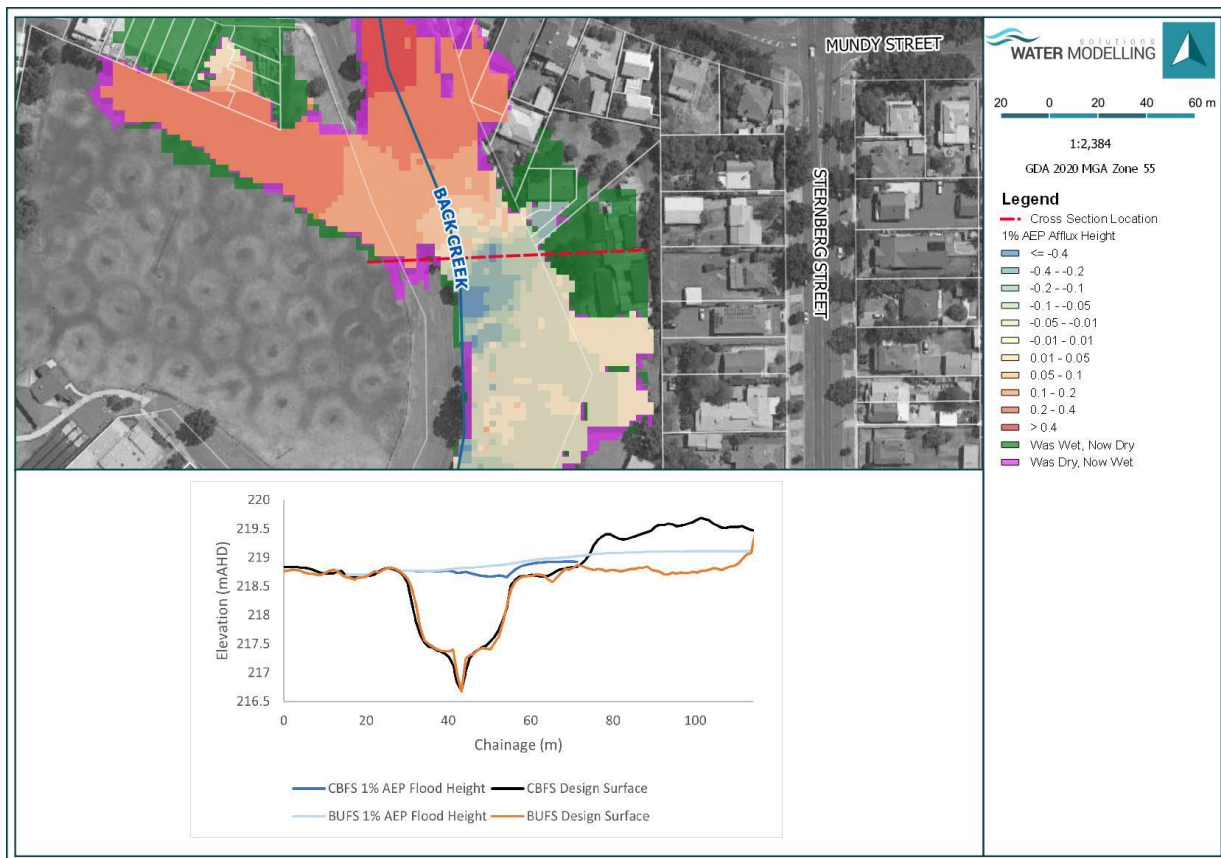 MUNDY STREET
BACK CREEK
STERNBERG STREET
solutions
WATER MODELLING
20 0 20 40 60 m
1:2,384
GDA 2020 MGA Zone 55
Legend
Cross Section Location
1% AEP Afflux Height
<= -0.4
-0.4 - -0.2
-0.2 - -0.1
-0.1 - -0.05
-0.05 - -0.01
-0.01 - 0.01
0.01 - 0.05
0.05 - 0.1
0.1 - 0.2
0.2 - 0.4
> 0.4
Was Wet, Now Dry
Was Dry, Now Wet
220
219.5
219
218.5
218
217.5
217
216.5
Elevation (mAHD)
0 20 40 60 80 100
Chainage (m)
CBFS 1% AEP Flood Height CBFS Design Surface
BUFS 1% AEP Flood Height BUFS Design Surface